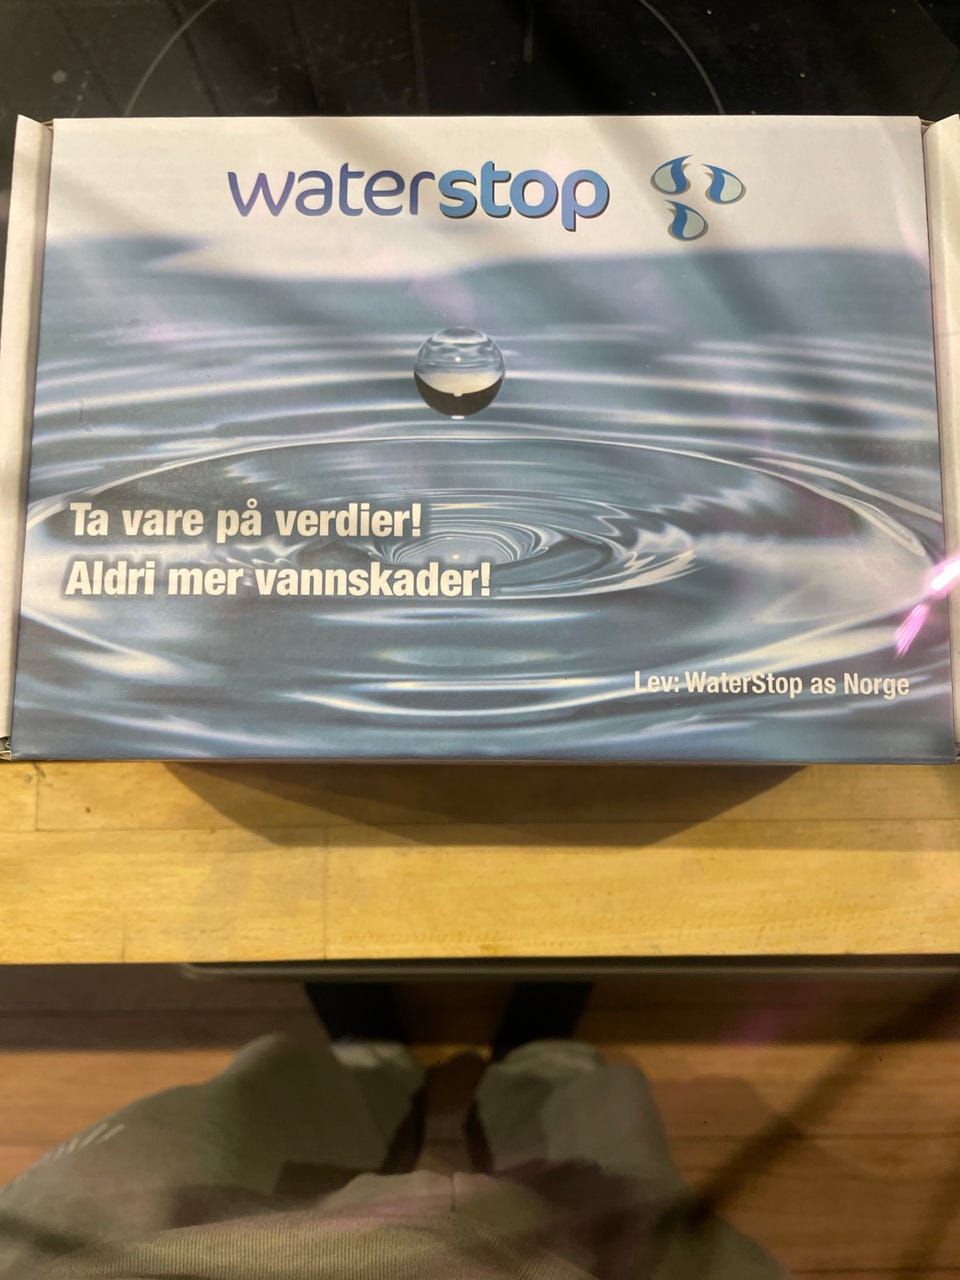 waterstop
Ta vare på verdier!
Aldri mer vannskader!
Lev: WaterStop as Norge